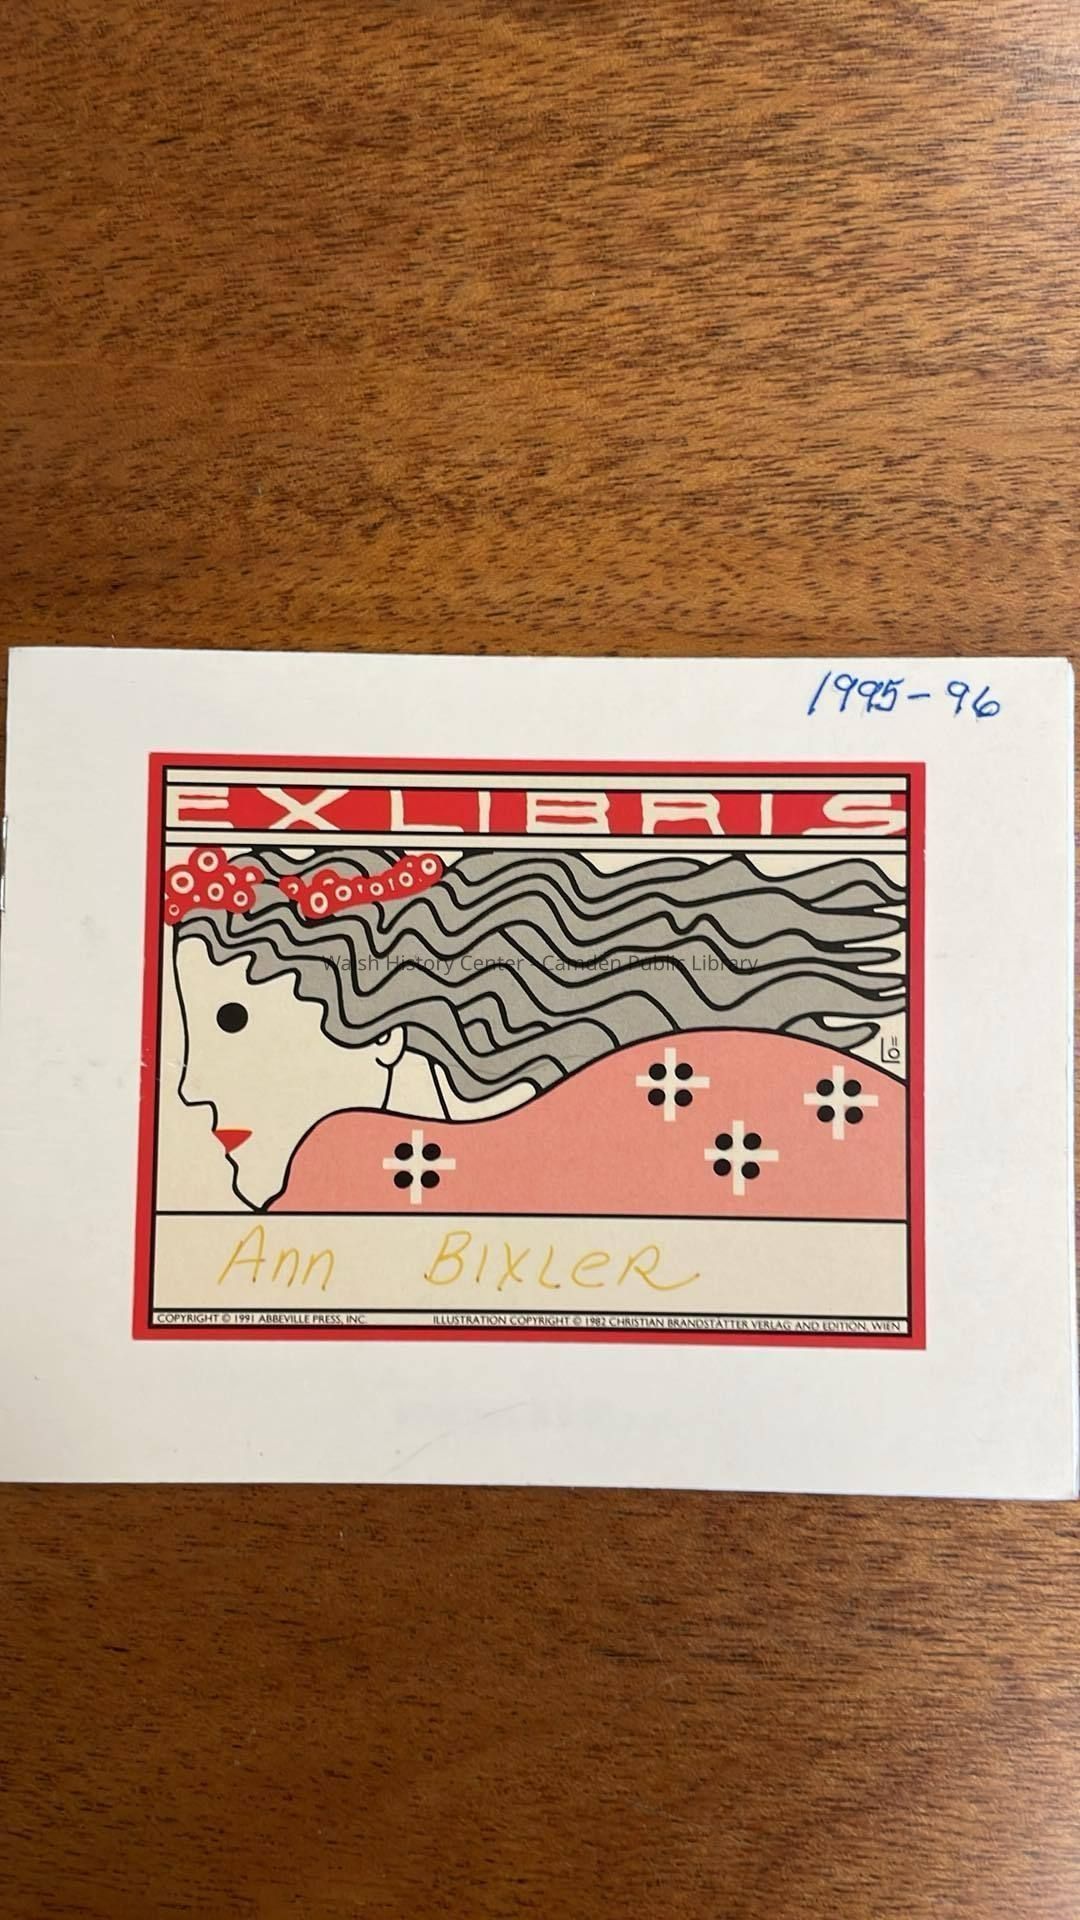 1995-96
EXLIBRIS
Walsh History Center - Camden Public Library
LO=
Ann BIXLeR
COPYRIGHT © 1991 ABBEVILLE PRESS, INC. ILLUSTRATION COPYRIGHT © 1982 CHRISTIAN BRANDSTÄTTER VERLAG AND EDITION, WIEN